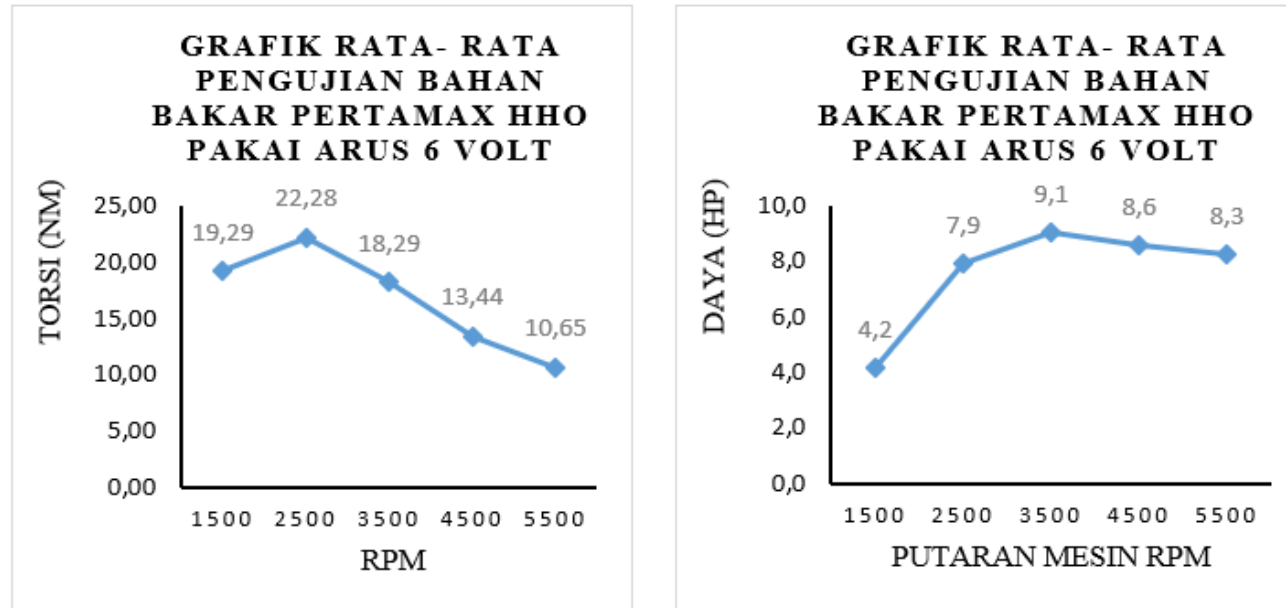 GRAFIK RATA- RATA
PENGUJIAN BAHAN
BAKAR PERTAMAX HHO
PAKAI ARUS 6 VOLT
TORSI (NM)
25,00
20,00
15,00
10,00
5,00
0,00
19,29
22,28
18,29
13,44
10,65
1500 2500 3500 4500 5500
RPM
GRAFIK RATA- RATA
PENGUJIAN BAHAN
BAKAR PERTAMAX HHO
PAKAI ARUS 6 VOLT
DAYA (HP)
10,0
8,0
6,0
4,0
2,0
0,0
4,2
7,9
9,1
8,6
8,3
1500 2500 3500 4500 5500
PUTARAN MESIN RPM